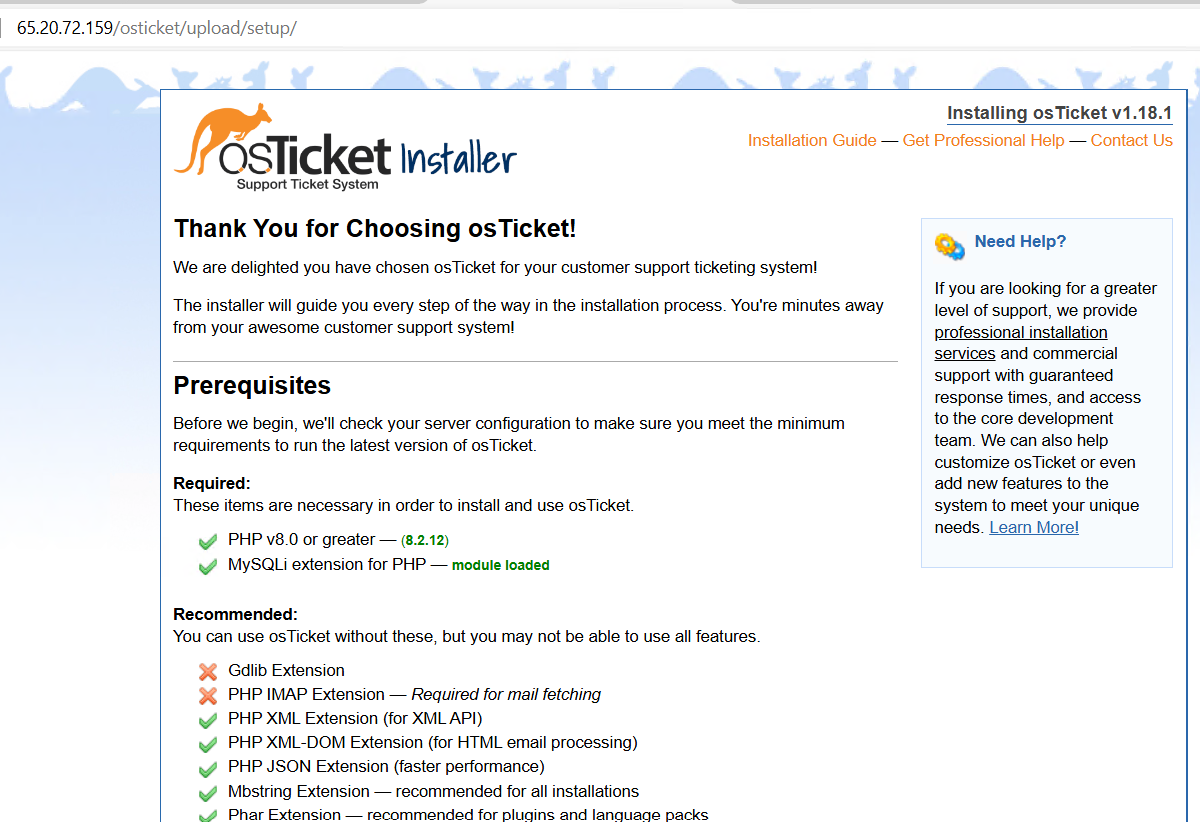 65.20.72.159/osticket/upload/setup/
osTicket Installer
Support Ticket System
Installing osTicket v1.18.1
Installation Guide — Get Professional Help — Contact Us
Thank You for Choosing osTicket!
We are delighted you have chosen osTicket for your customer support ticketing system!
The installer will guide you every step of the way in the installation process. You're minutes away
from your awesome customer support system!
Prerequisites
Before we begin, we'll check your server configuration to make sure you meet the minimum
requirements to run the latest version of osTicket.
Required:
These items are necessary in order to install and use osTicket.
PHP v8.0 or greater — (8.2.12)
MySQLi extension for PHP — module loaded
Recommended:
You can use osTicket without these, but you may not be able to use all features.
Gdlib Extension
PHP IMAP Extension — Required for mail fetching
PHP XML Extension (for XML API)
PHP XML-DOM Extension (for HTML email processing)
PHP JSON Extension (faster performance)
Mbstring Extension — recommended for all installations
Phar Extension — recommended for plugins and language packs
Need Help?
If you are looking for a greater
level of support, we provide
professional installation
services and commercial
support with guaranteed
response times, and access
to the core development
team. We can also help
customize osTicket or even
add new features to the
system to meet your unique
needs. Learn More!